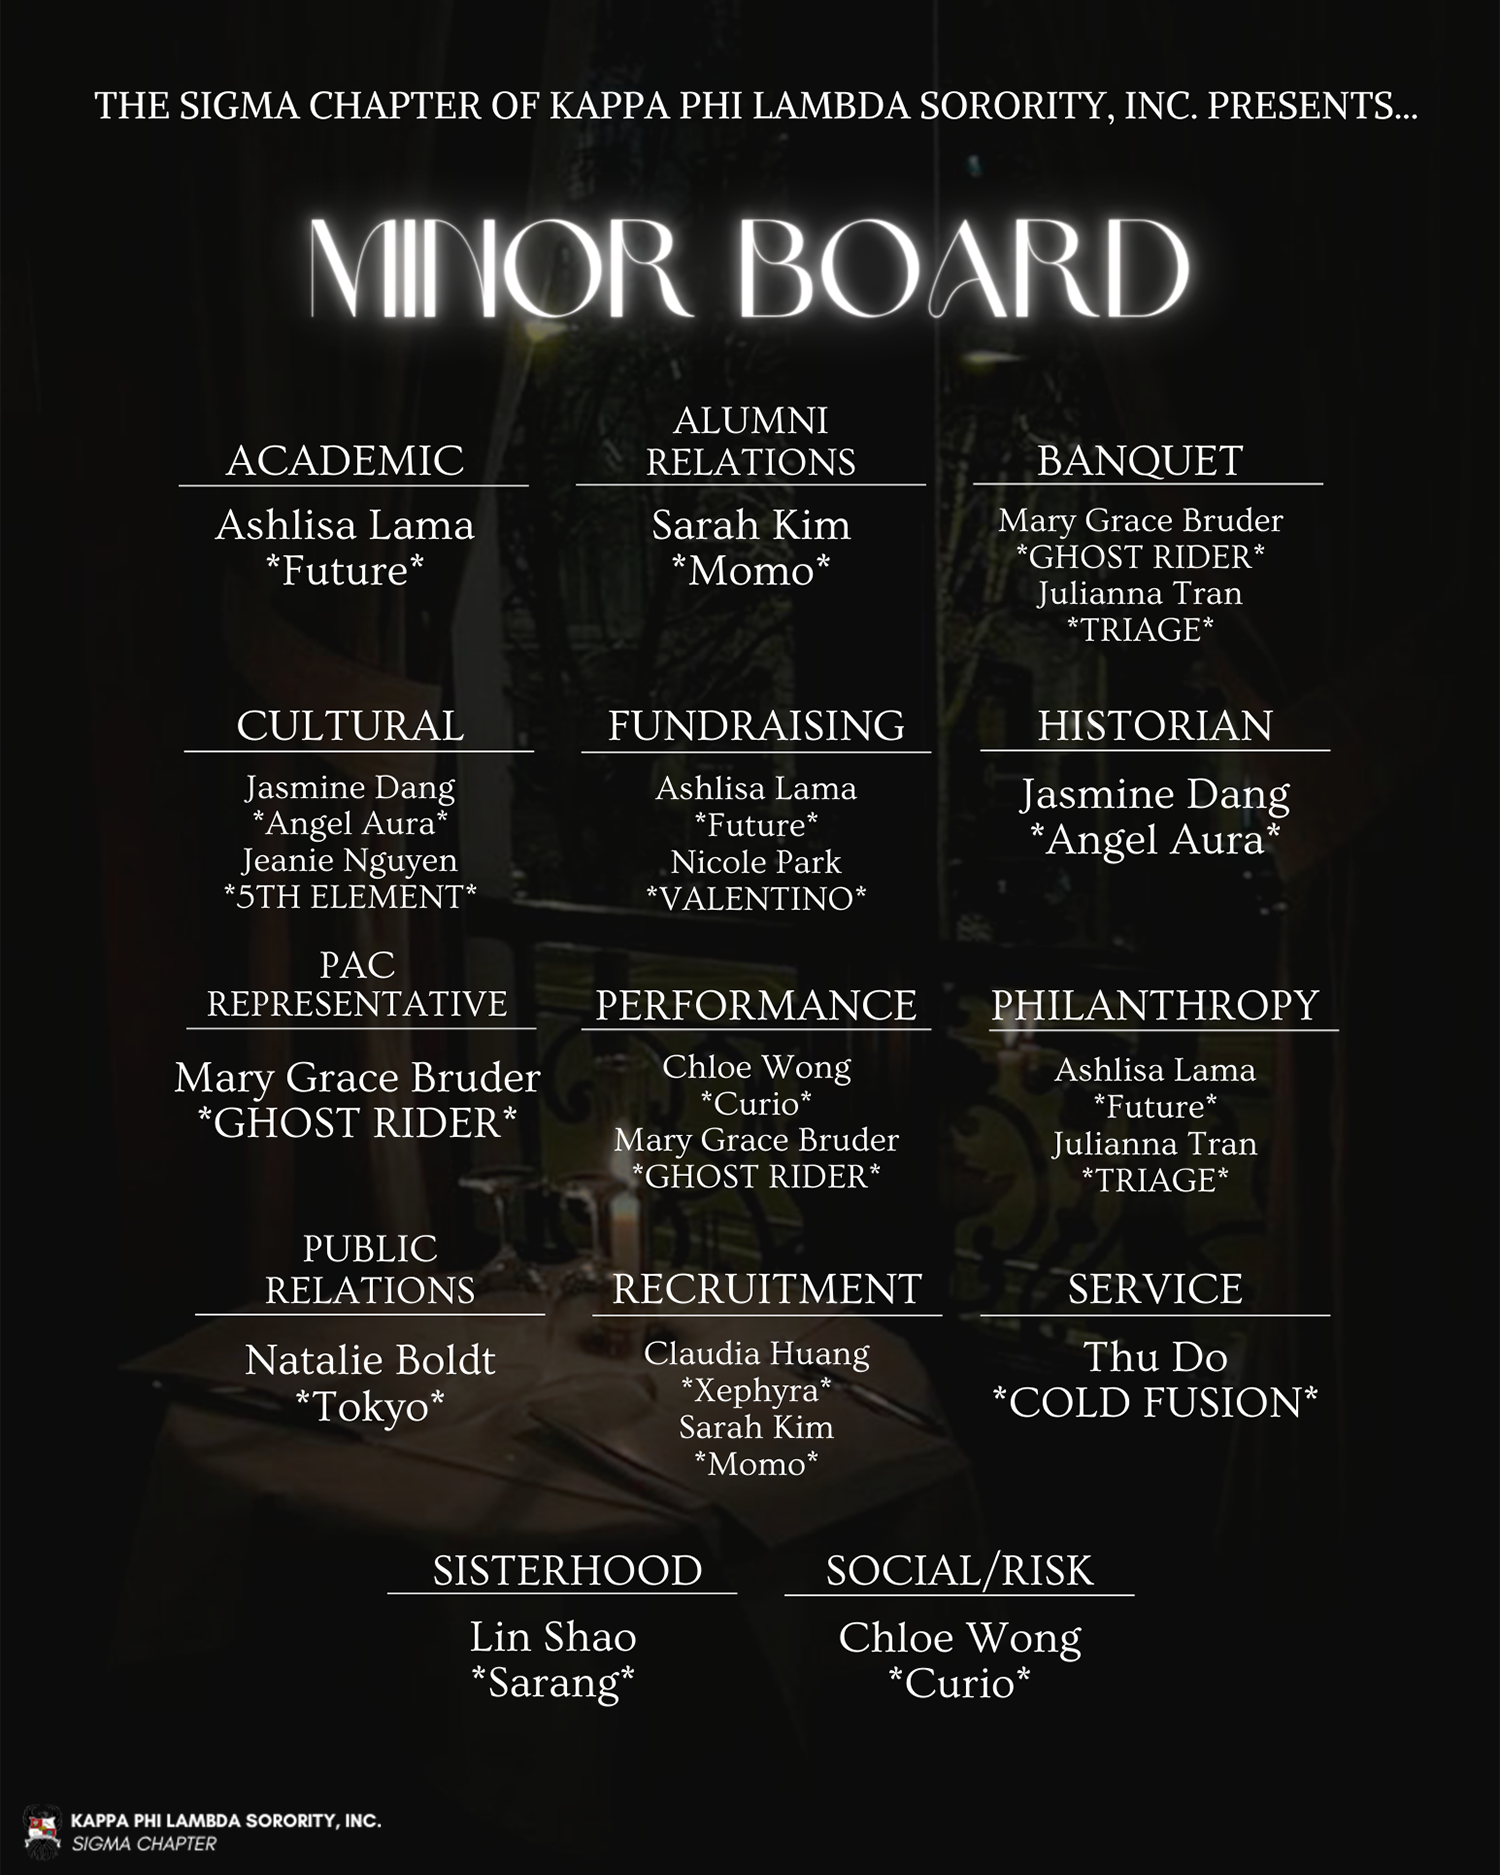 THE SIGMA CHAPTER OF KAPPA PHI LAMBDA SORORITY, INC. PRESENTS...
MINOR BOARD
ACADEMIC
Ashlisa Lama
*Future*
ALUMNI
RELATIONS
Sarah Kim
*Momo*
BANQUET
Mary Grace Bruder
*GHOST RIDER*
Julianna Tran
*TRIAGE*
CULTURAL
Jasmine Dang
*Angel Aura*
Jeanie Nguyen
*5TH ELEMENT*
FUNDRAISING
Ashlisa Lama
*Future*
Nicole Park
*VALENTINO*
HISTORIAN
Jasmine Dang
*Angel Aura*
PAC
REPRESENTATIVE
Mary Grace Bruder
*GHOST RIDER*
PERFORMANCE
Chloe Wong
*Curio*
Mary Grace Bruder
*GHOST RIDER*
PHILANTHROPY
Ashlisa Lama
*Future*
Julianna Tran
*TRIAGE*
PUBLIC
RELATIONS
Natalie Boldt
*Tokyo*
RECRUITMENT
Claudia Huang
*Xephyra*
Sarah Kim
*Momo*
SERVICE
Thu Do
*COLD FUSION*
SISTERHOOD
Lin Shao
*Sarang*
SOCIAL/RISK
Chloe Wong
*Curio*
KAPPA PHI LAMBDA SORORITY, INC.
SIGMA CHAPTER